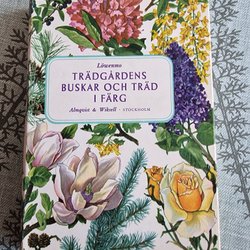 Löwenmo
TRÄDGÅRDENS
BUSKAR OCH TRÄD
I FÄRG
Almqvist & Wiksell - STOCKHOLM